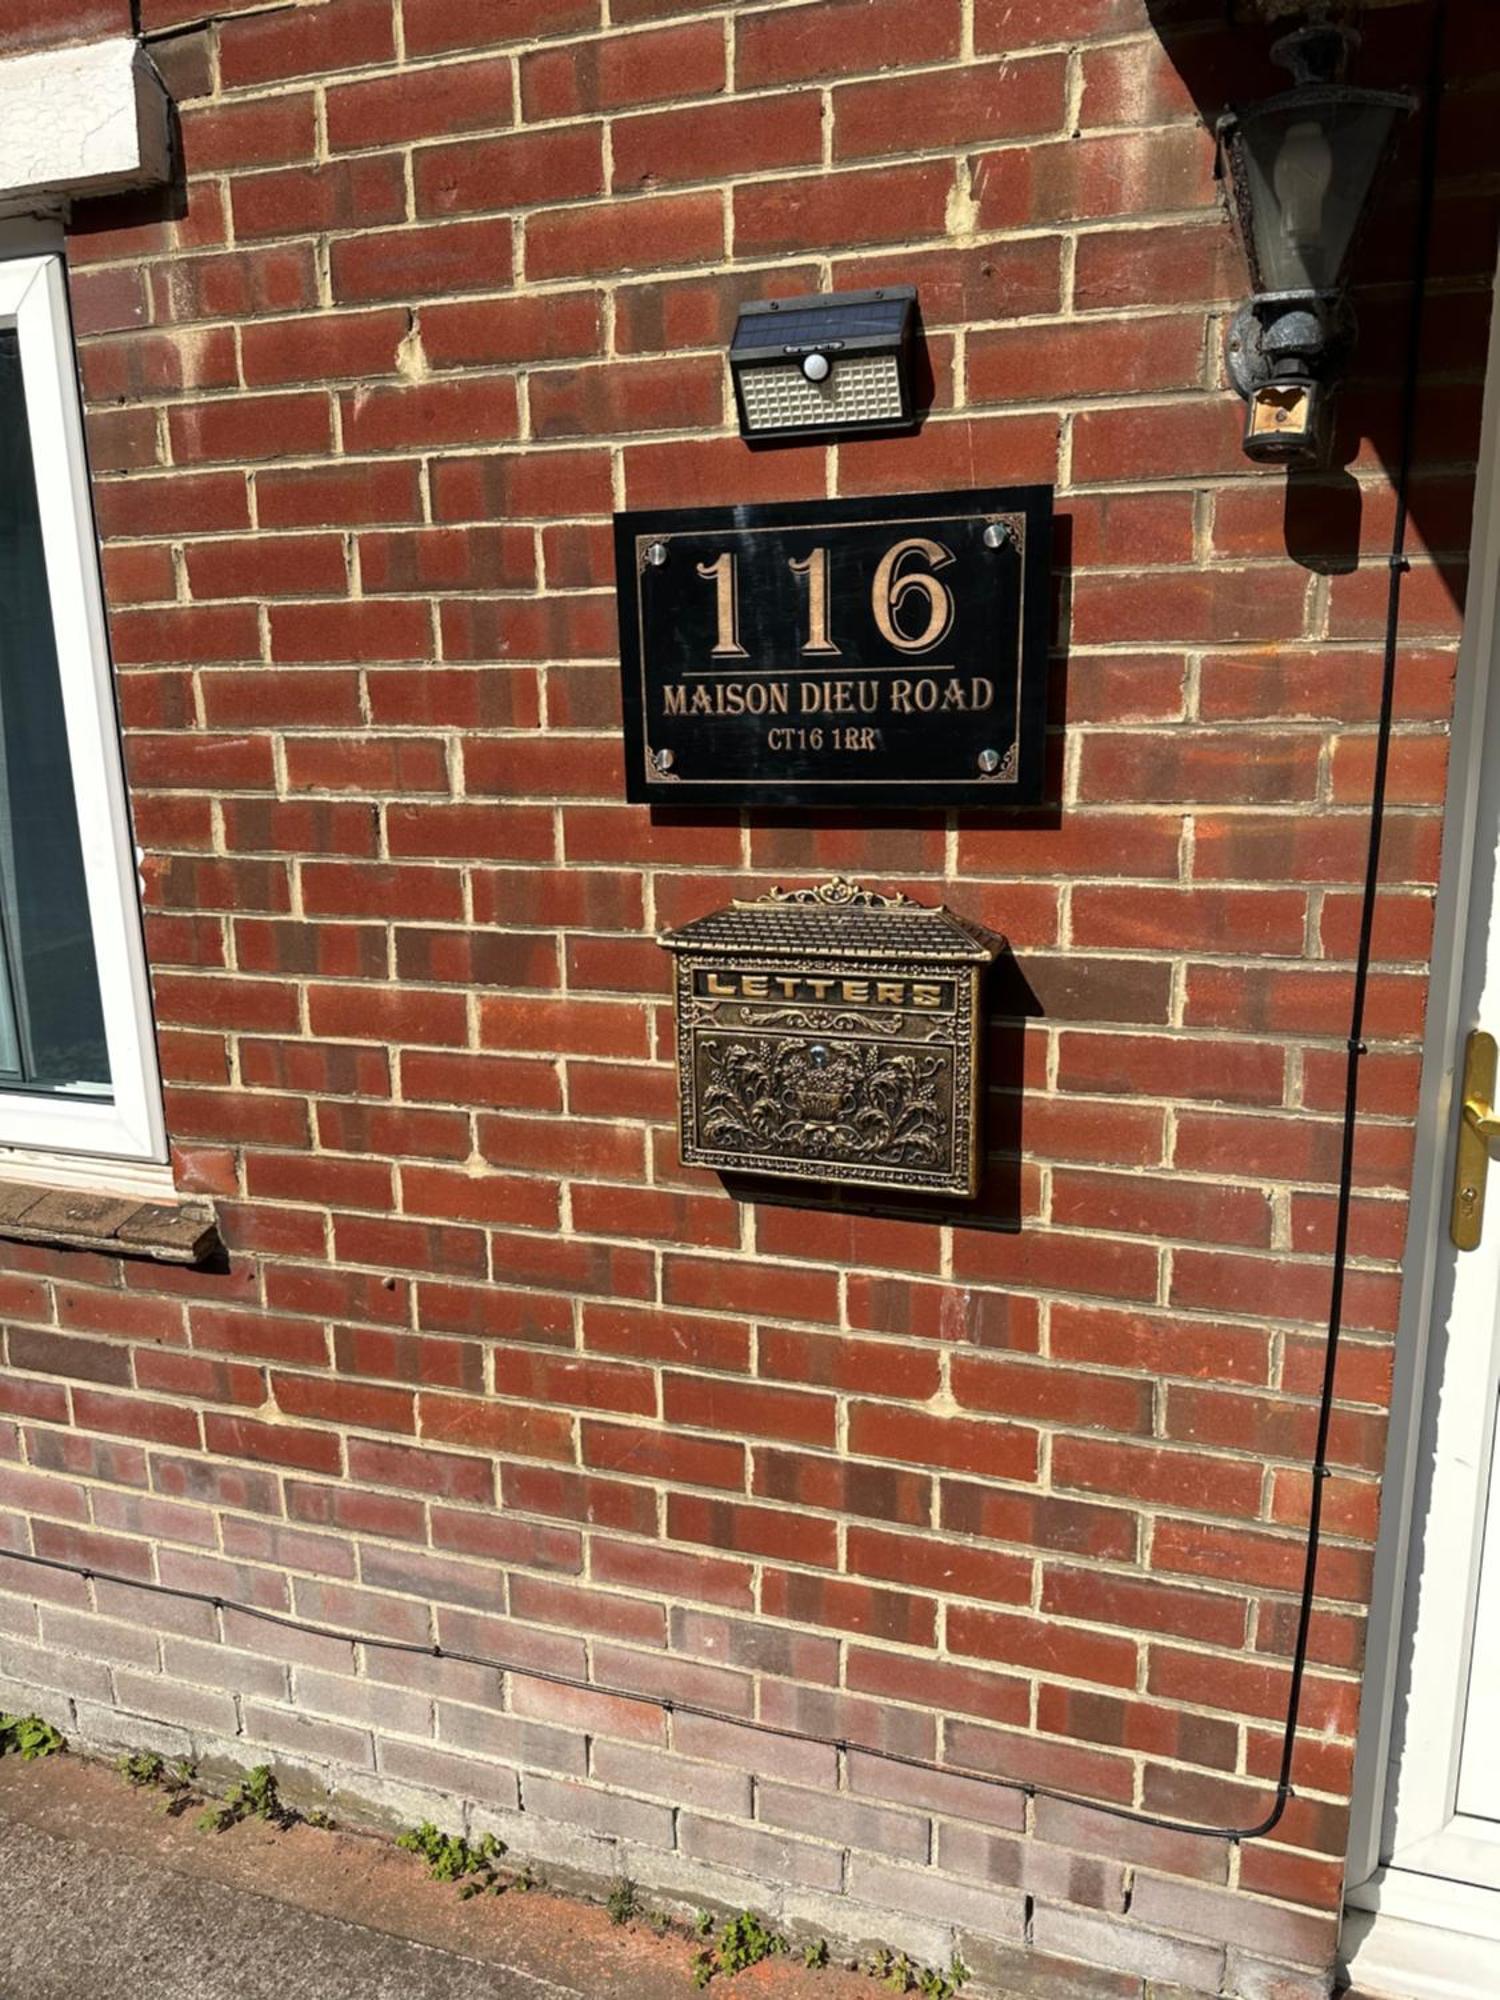 116
MAISON DIEU ROAD
CT16 1RR
LETTERS